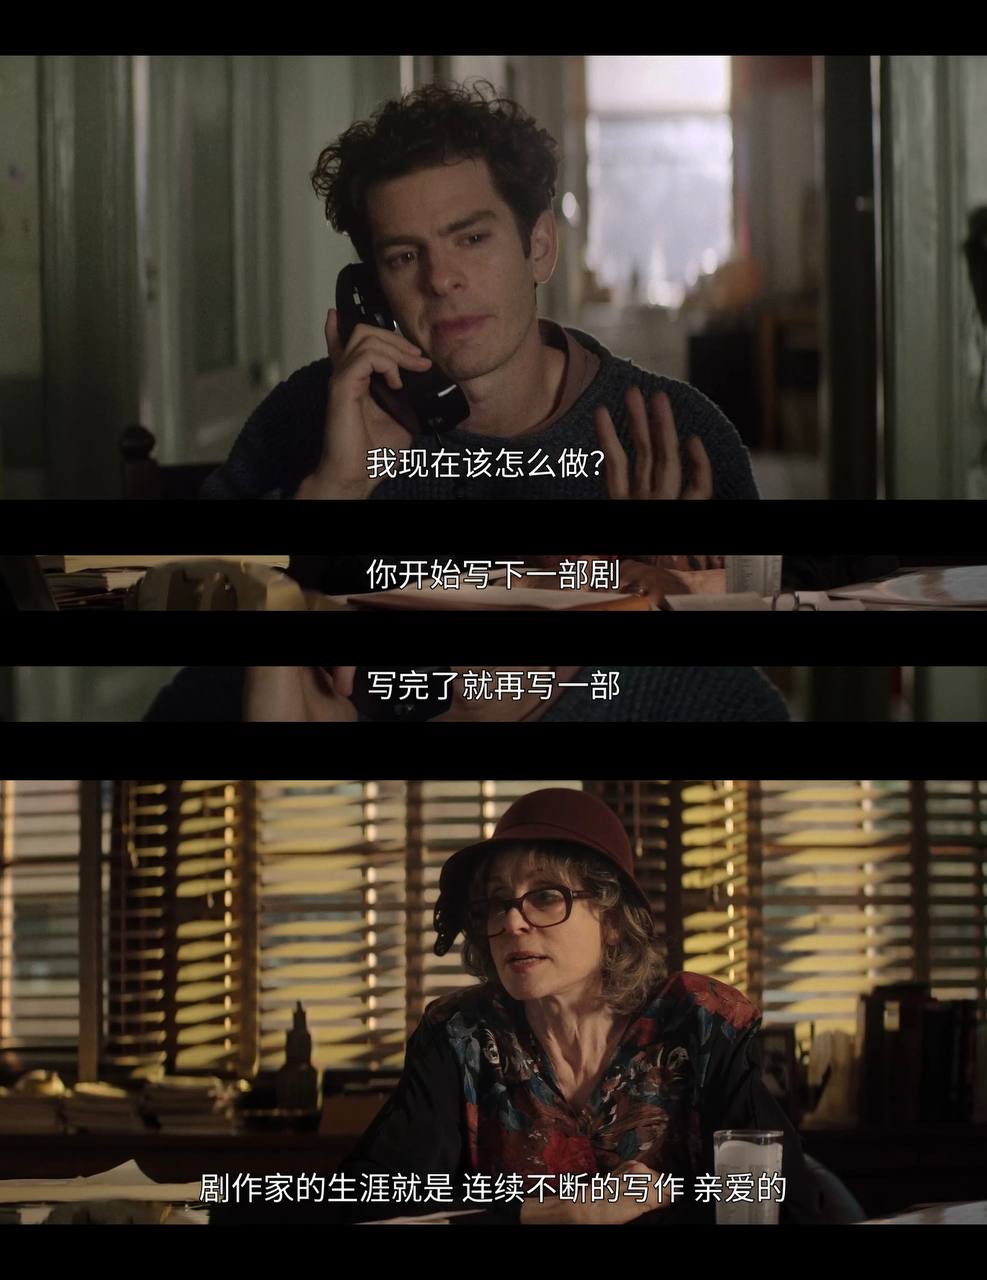 我现在该怎么做?
你开始写下一部剧
写完了就再写一部
剧作家的生涯就是 连续不断的写作 亲爱的